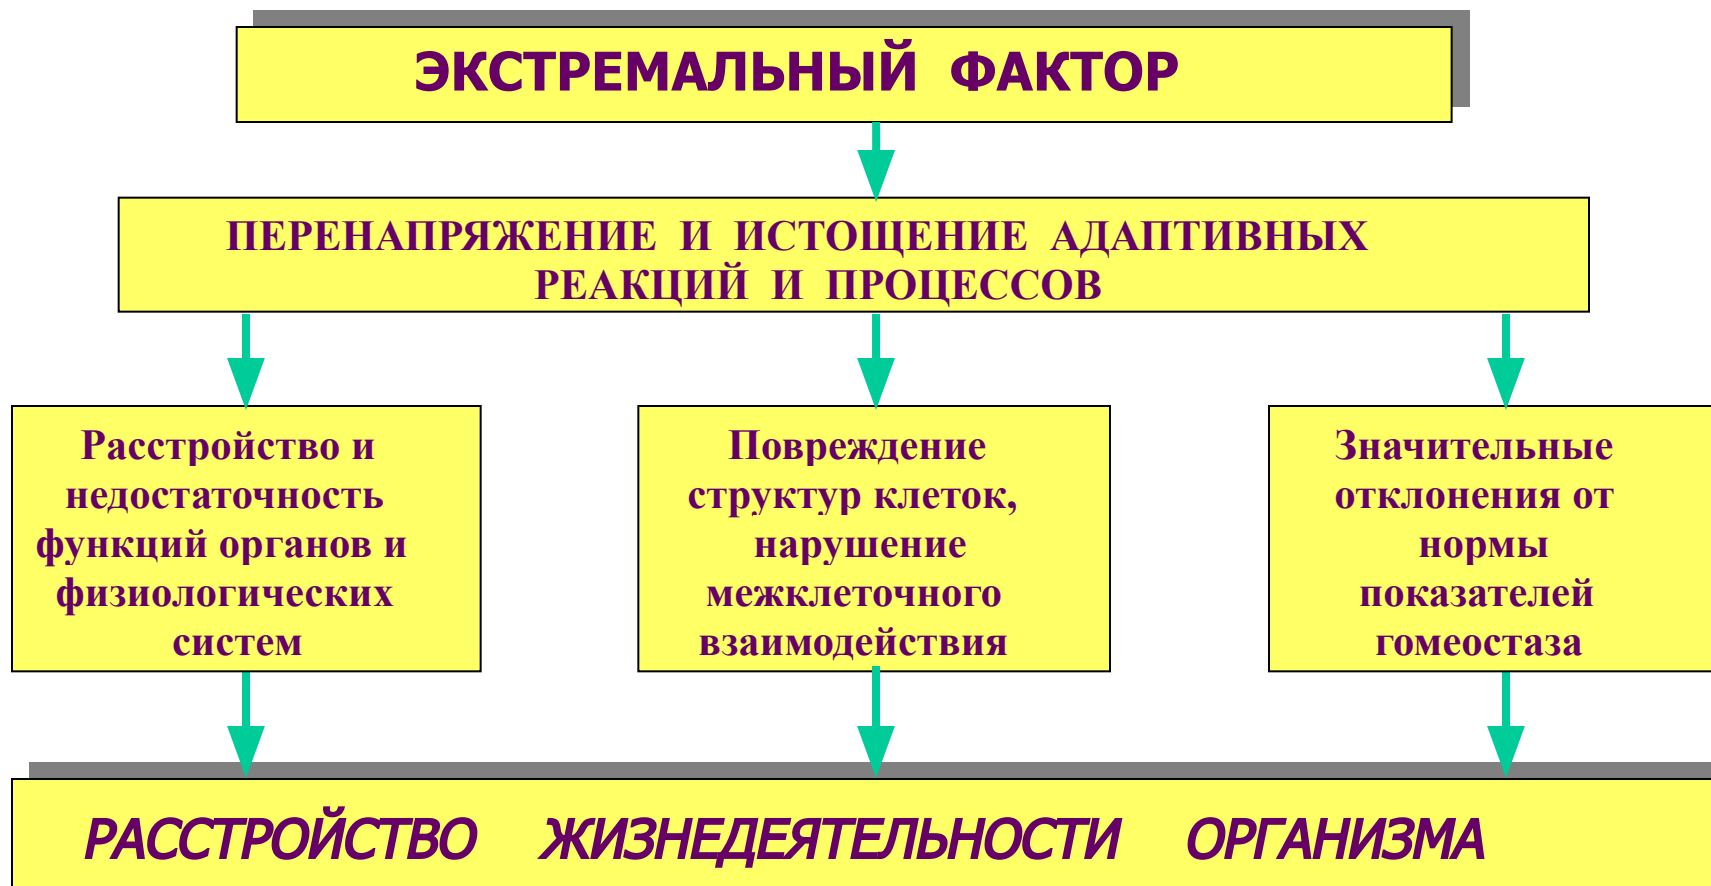 ЭКСТРЕМАЛЬНЫЙ ФАКТОР
ПЕРЕНАПРЯЖЕНИЕ И ИСТОЩЕНИЕ АДАПТИВНЫХ
РЕАКЦИЙ И ПРОЦЕССОВ
Расстройство и
недостаточность
функций органов и
физиологических
систем
Повреждение
структур клеток,
нарушение
межклеточного
взаимодействия
Значительные
отклонения от
нормы
показателей
гомеостаза
РАССТРОЙСТВО ЖИЗНЕДЕЯТЕЛЬНОСТИ ОРГАНИЗМА